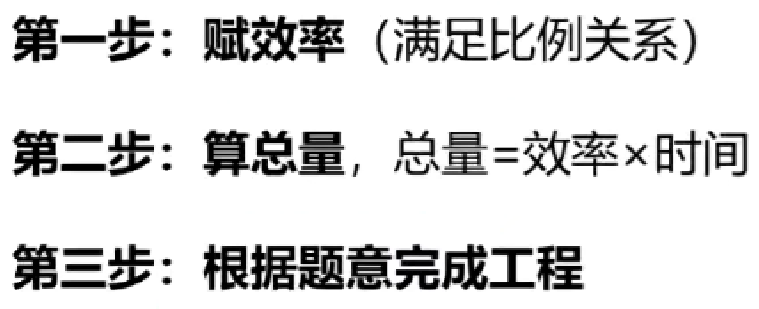 第一步：赋效率（满足比例关系）
第二步：算总量，总量=效率×时间
第三步：根据题意完成工程